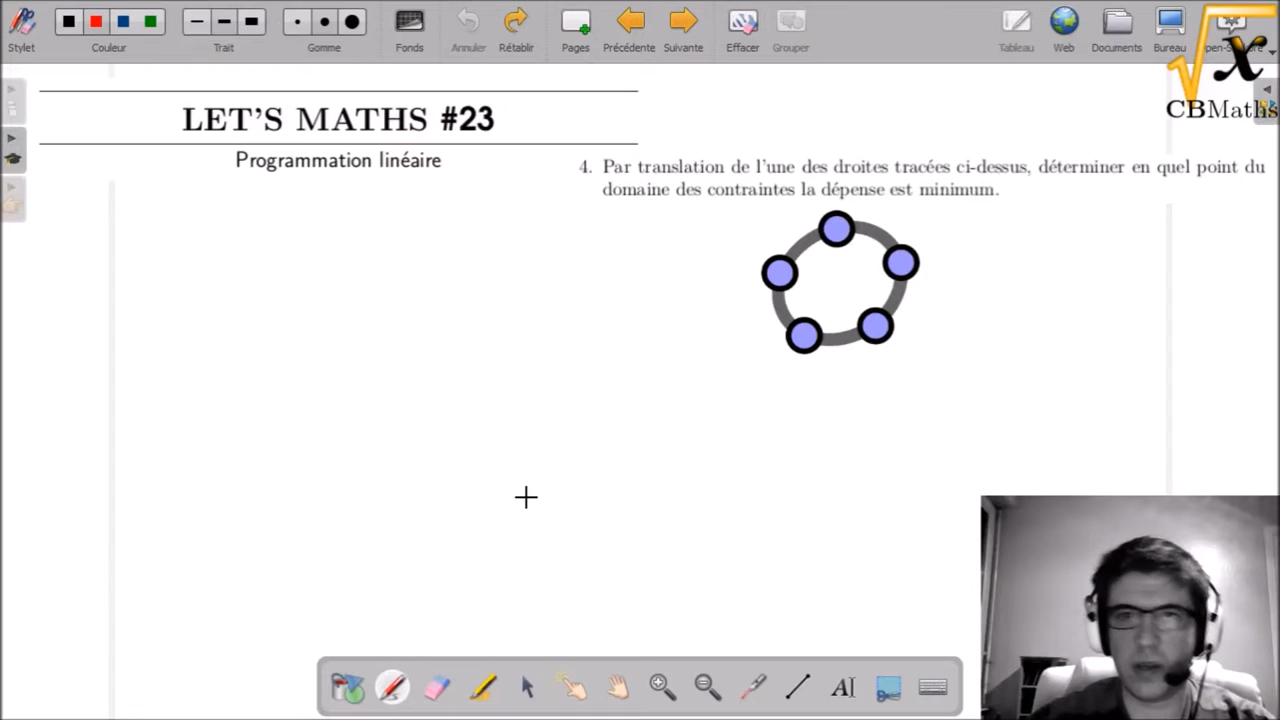 Stylet
Couleur
Trait
Gomme
Fonds
Annuler
Rétablir
Pages
Précédente
Suivante
Effacer
Grouper
Tableau
Web
Documents
Bureau
√x
CBMaths
LET'S MATHS #23
Programmation linéaire
4. Par translation de l'une des droites tracées ci-dessus, déterminer en quel point du
domaine des contraintes la dépense est minimum.
AI